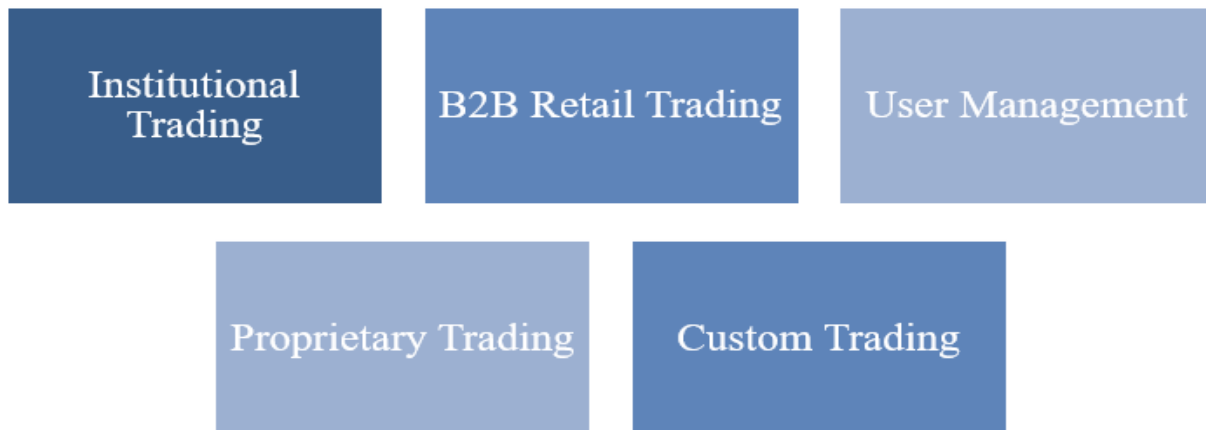 Institutional
Trading
B2B Retail Trading
User Management
Proprietary Trading
Custom Trading